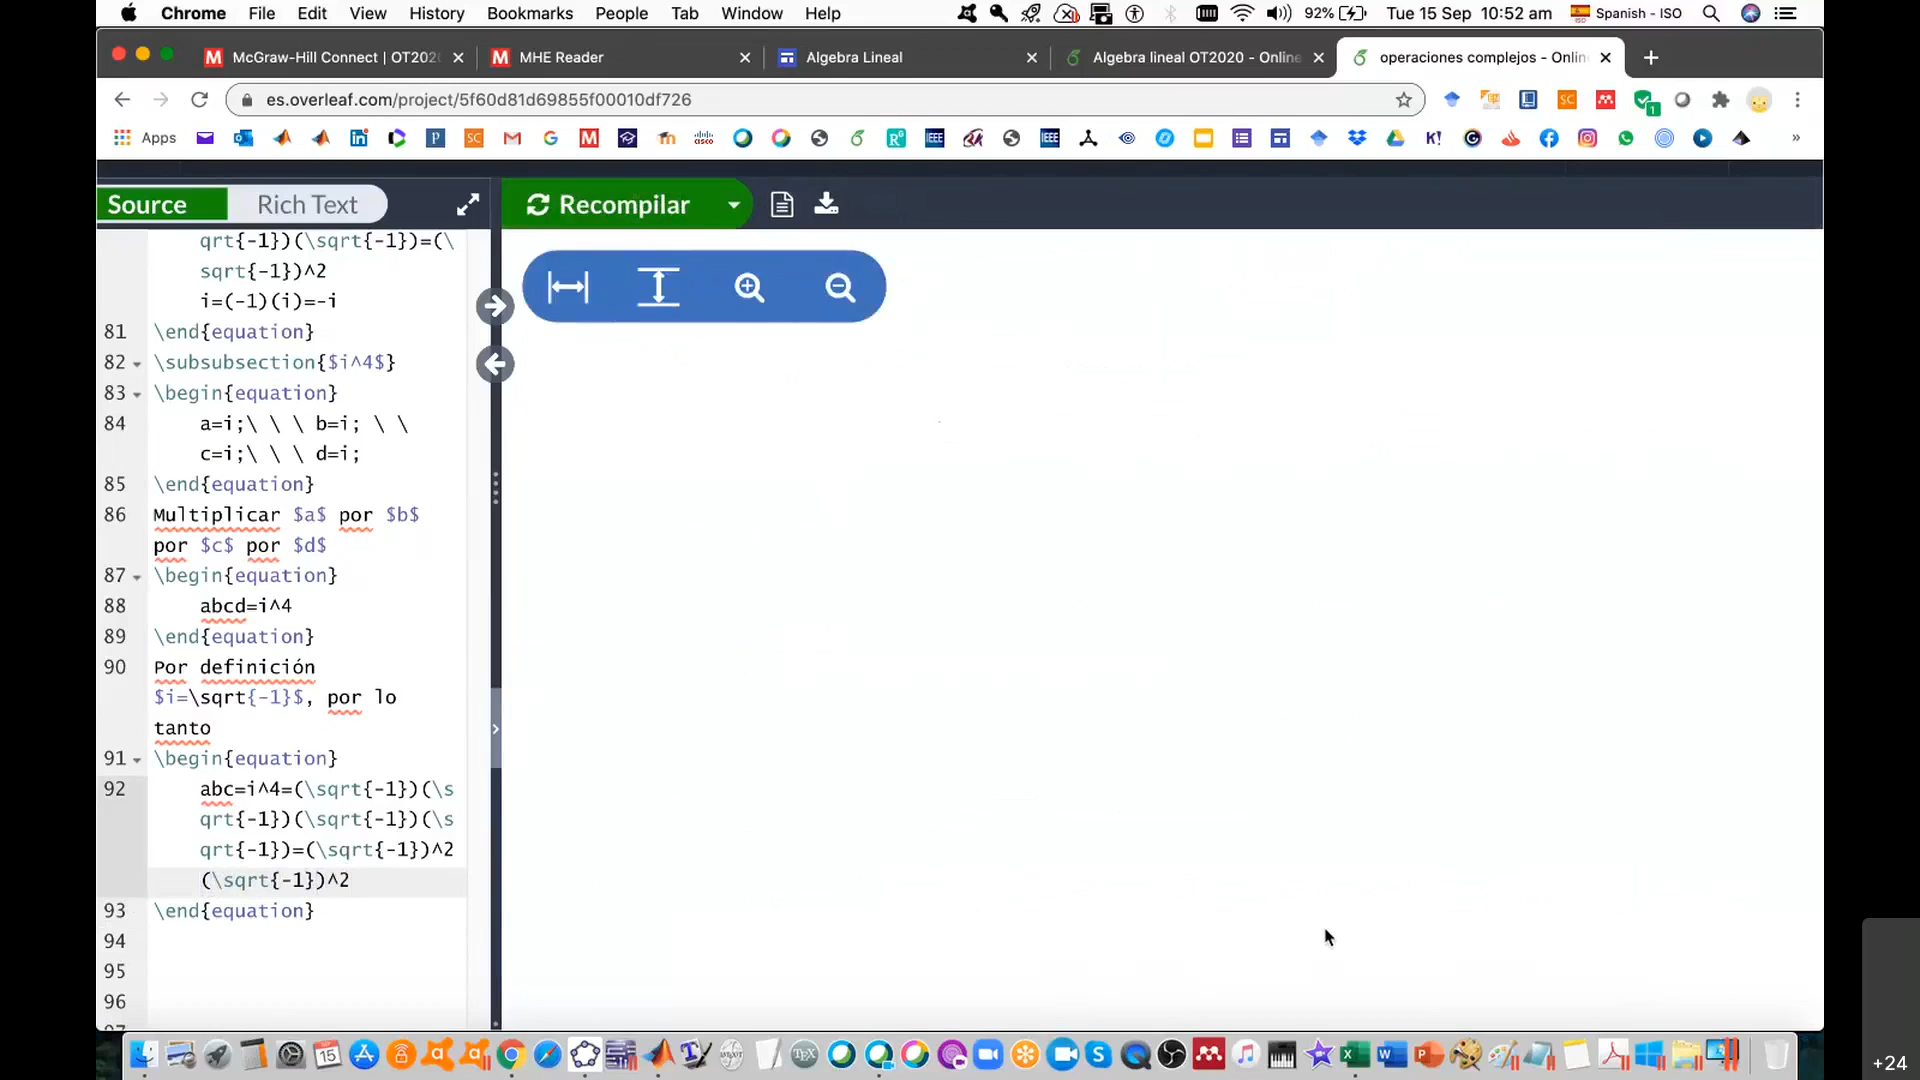 Chrome File Edit View History Bookmarks People Tab Window Help 92% Tue 15 Sep 10:52 am Spanish - ISO
McGraw-Hill Connect | OT202
MHE Reader
Algebra Lineal
Algebra lineal OT2020 - Online
operaciones complejos - Onlin
es.overleaf.com/project/5f60d81d69855f00010df726
Apps
Source Rich Text
Recompilar
qrt{-1})(\sqrt{-1})=(\
sqrt{-1})^2
i=(-1)(i)=-i
81 \end{equation}
82 \subsubsection{$i^4$}
83 \begin{equation}
84 a=i;\ \ \ b=i; \ \
c=i;\ \ \ d=i;
85 \end{equation}
86 Multiplicar $a$ por $b$
por $c$ por $d$
87 \begin{equation}
88 abcd=i^4
89 \end{equation}
90 Por definición
$i=\sqrt{-1}$, por lo
tanto
91 \begin{equation}
92 abc=i^4=(\sqrt{-1})(\s
qrt{-1})(\sqrt{-1})(\s
qrt{-1})=(\sqrt{-1})^2
(\sqrt{-1})^2
93 \end{equation}
94
95
96
+24